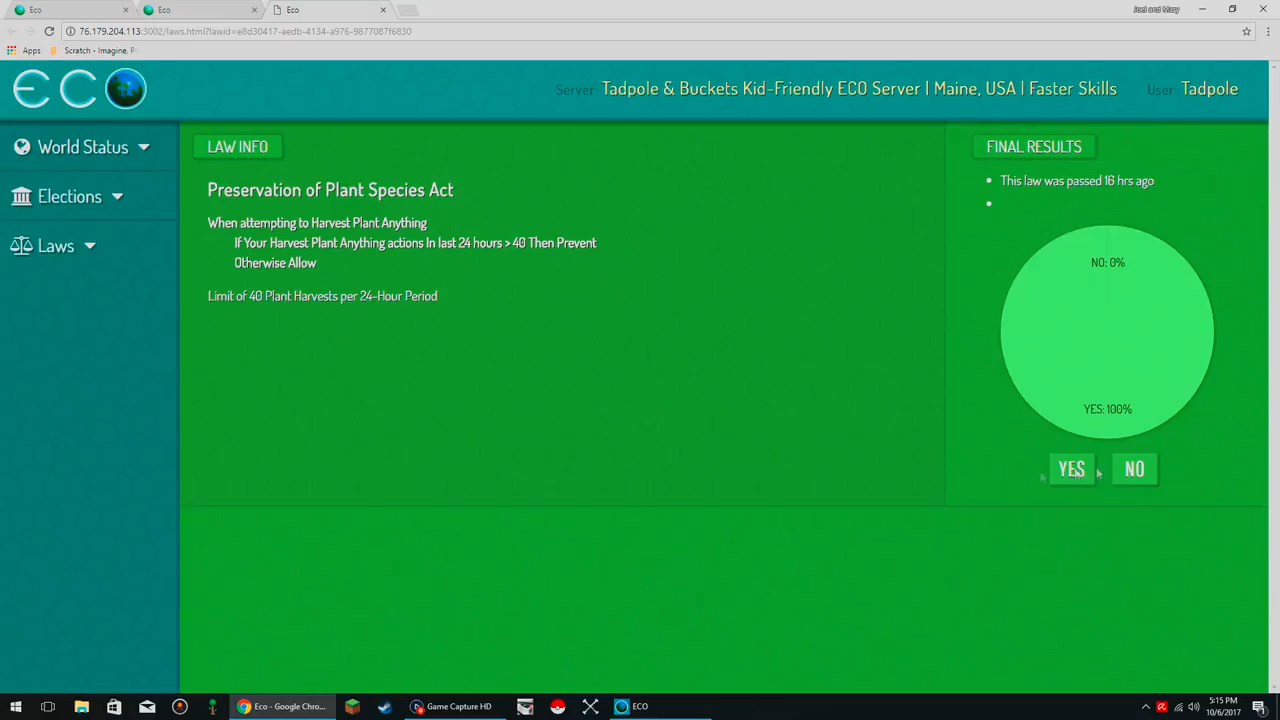 Eco
Eco
Eco
Joel and Mary
76.179.204.113:3002/laws.html?lawid=e8d30417-aedb-4134-a976-9877087f6830
Apps
Scratch - Imagine, P
ECO
Server: Tadpole & Buckets Kid-Friendly ECO Server | Maine, USA | Faster Skills
User: Tadpole
World Status
Elections
Laws
LAW INFO
Preservation of Plant Species Act
When attempting to Harvest Plant Anything
If Your Harvest Plant Anything actions In last 24 hours > 40 Then Prevent
Otherwise Allow
Limit of 40 Plant Harvests per 24-Hour Period
FINAL RESULTS
This law was passed 16 hrs ago
NO: 0%
YES: 100%
YES
NO
Eco - Google Chro...
Game Capture HD
ECO
5:15 PM
10/6/2017